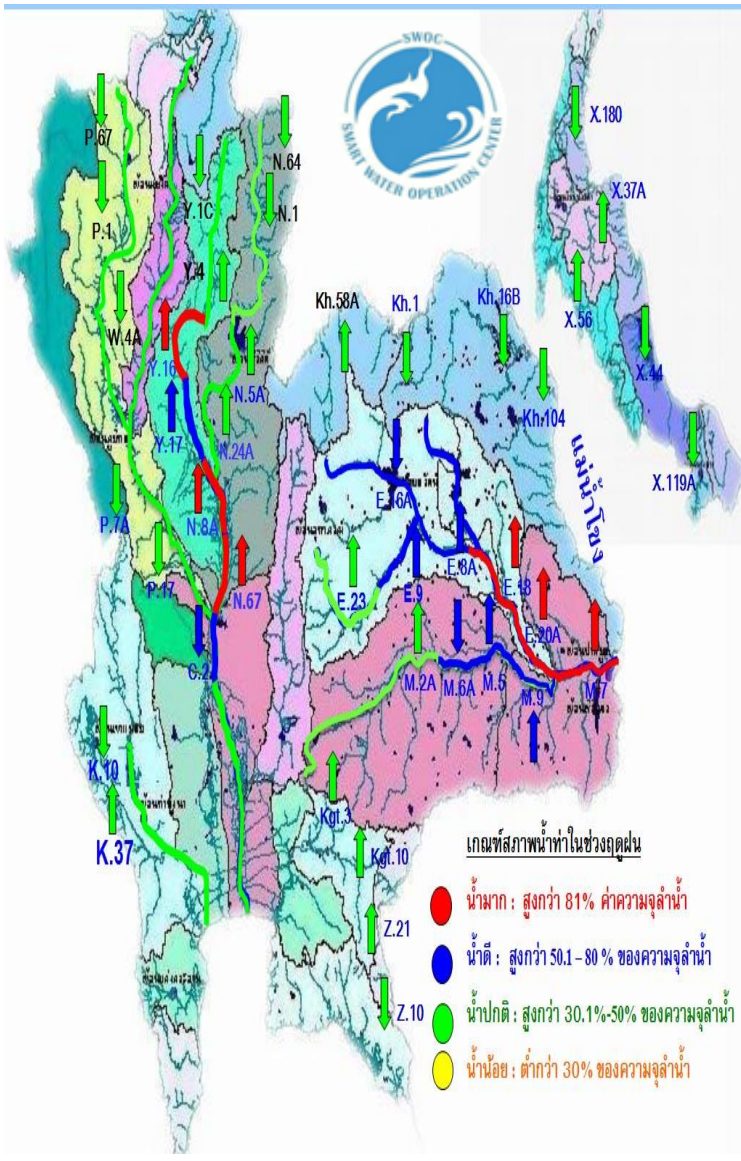 SWOC
SMART WATER OPERATION CENTER
X.180
P.67
N.64
Y.1C
X.37A
P.1
N.1
Y.4
Kh.58A
Kh.1
Kh.16B
X.56
W.4A
X.44
Y.16
N.5A
Kh.104
Y.17
N.24A
แม่น้ำโขง
X.119A
E.16A
P.7A
N.8A
E.8A
E.18
P.17
N.67
E.23
E.9
E.20A
C.2
M.2A
M.6A
M.5
M.9
M.7
K.10
Kgt.3
K.37
Kgt.10
Z.21
Z.10
เกณฑ์สภาพน้ำท่าในช่วงฤดูฝน
น้ำมาก : สูงกว่า 81% ค่าความจุลำน้ำ
น้ำดี : สูงกว่า 50.1 – 80 % ของความจุลำน้ำ
น้ำปกติ : สูงกว่า 30.1%-50% ของความจุลำน้ำ
น้ำน้อย : ต่ำกว่า 30% ของความจุลำน้ำ